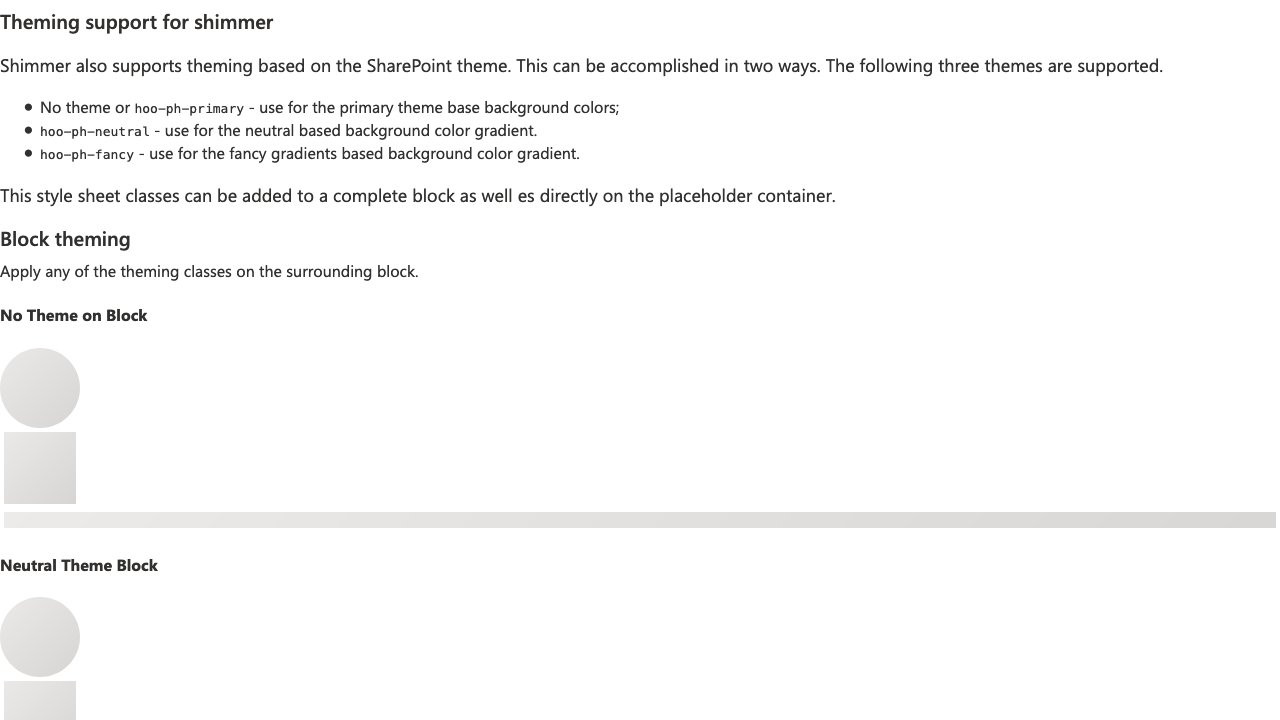 Theming support for shimmer
Shimmer also supports theming based on the SharePoint theme. This can be accomplished in two ways. The following three themes are supported.
• No theme or hoo-ph-primary - use for the primary theme base background colors;
• hoo-ph-neutral - use for the neutral based background color gradient.
• hoo-ph-fancy - use for the fancy gradients based background color gradient.
This style sheet classes can be added to a complete block as well es directly on the placeholder container.
Block theming
Apply any of the theming classes on the surrounding block.
No Theme on Block
Neutral Theme Block